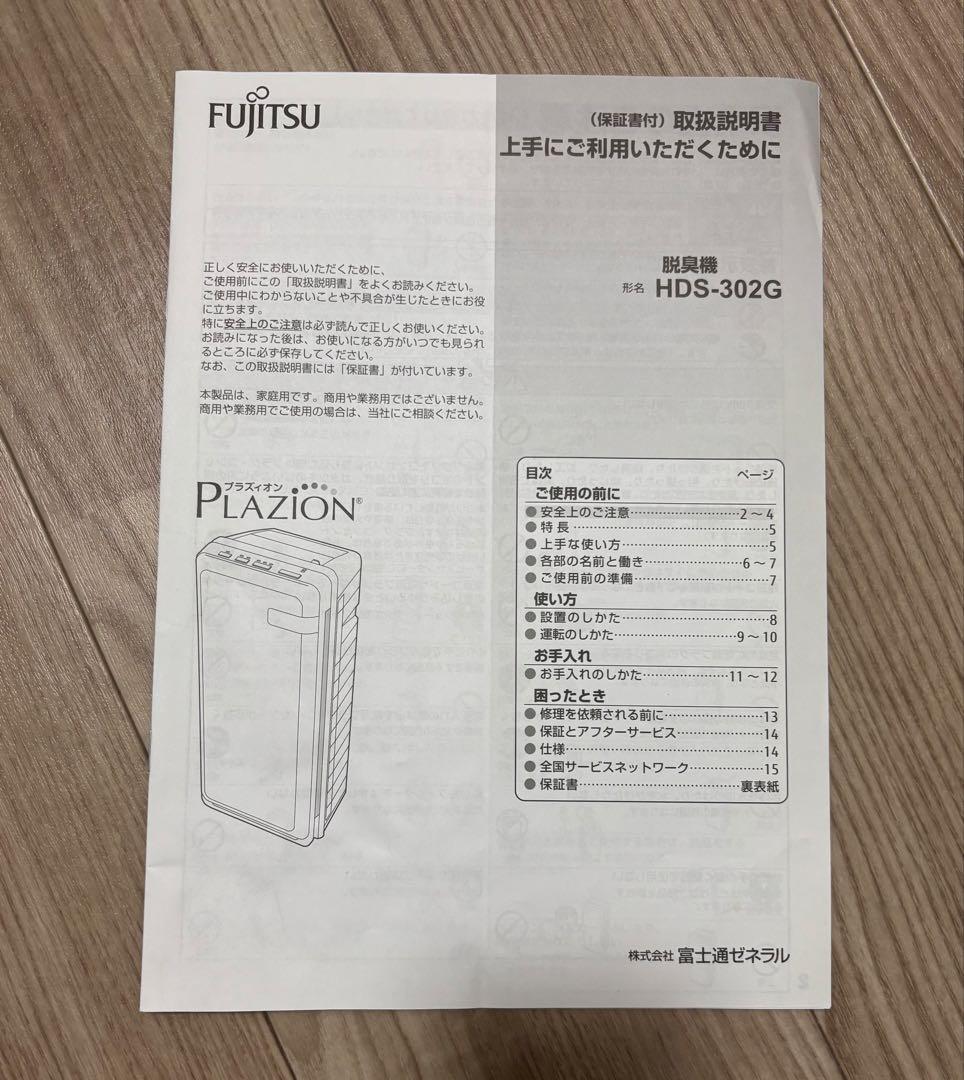 FUJITSU
（保証書付）取扱説明書
上手にご利用いただくために
脱臭機
形名 HDS-302G
正しく安全にお使いいただくために、
ご使用前にこの「取扱説明書」をよくお読みください。
ご使用中にわからないことや不具合が生じたときにお役
に立ちます。
特に安全上のご注意は必ず読んで正しくお使いください。
お読みになった後は、お使いになる方がいつでも見られ
るところに必ず保存してください。
なお、この取扱説明書には「保証書」が付いています。
本製品は、家庭用です。商用や業務用ではございません。
商用や業務用でご使用の場合は、当社にご相談ください。
プラズィオン
PLAZION®
目次 ページ
ご使用の前に
●安全上のご注意……………………2～4
●特長……………………………………5
●上手な使い方…………………………5
●各部の名前と働き………………6～7
●ご使用前の準備………………………7
使い方
●設置のしかた…………………………8
●運転のしかた……………………9～10
お手入れ
●お手入れのしかた………………11～12
困ったとき
●修理を依頼される前に………………13
●保証とアフターサービス……………14
●仕様……………………………………14
●全国サービスネットワーク…………15
●保証書……………………………裏表紙
株式会社 富士通ゼネラル